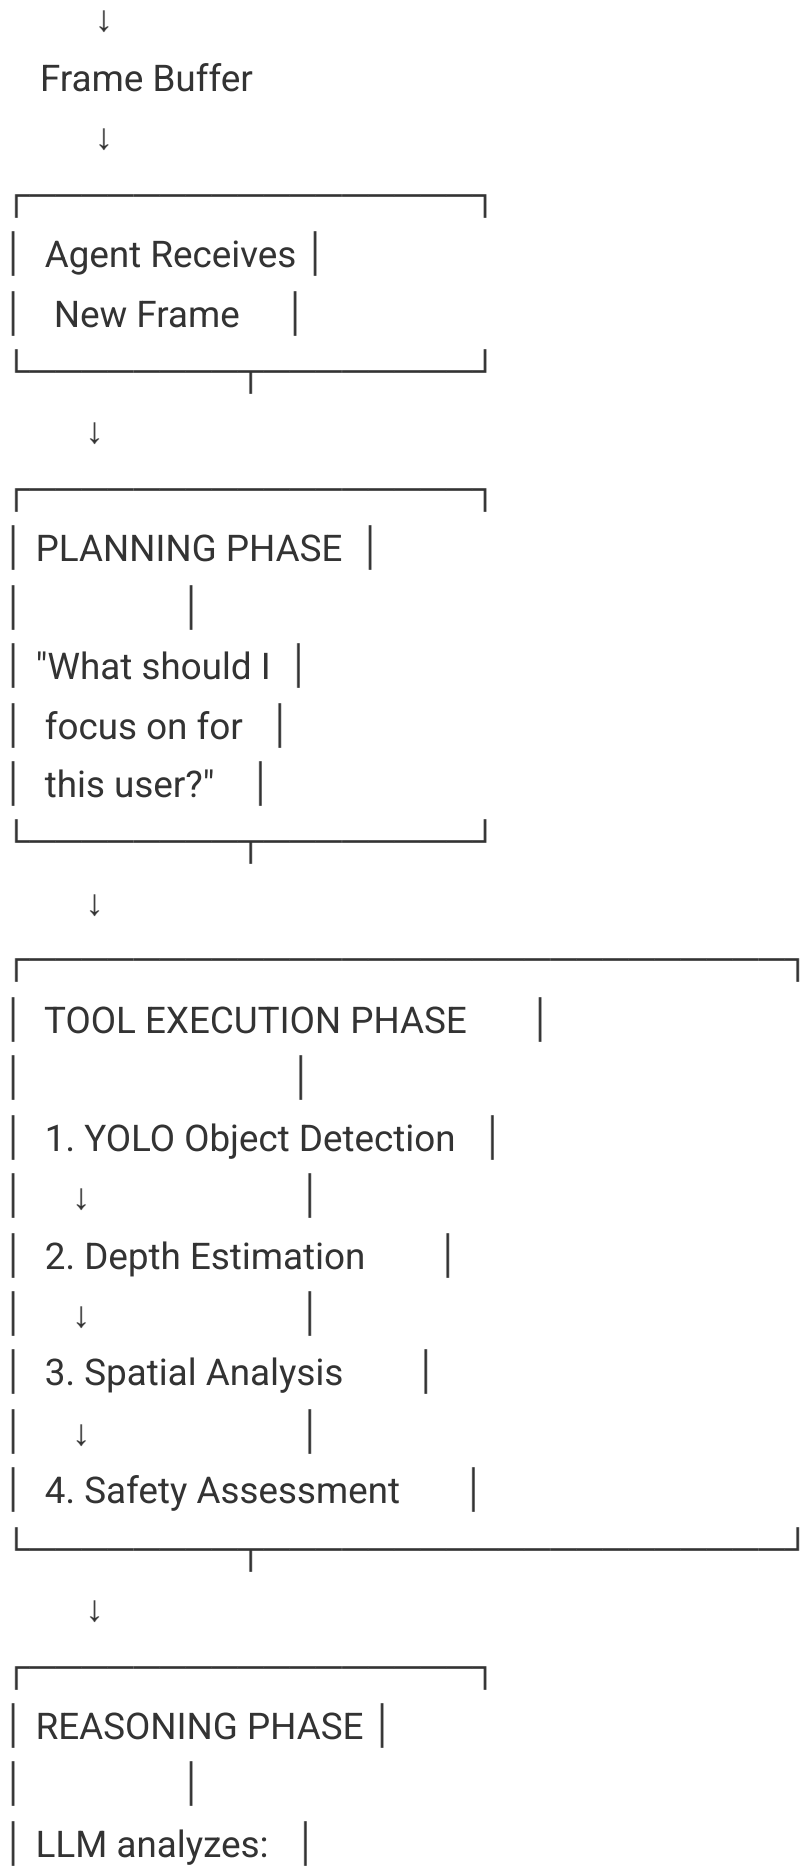 ↓
Frame Buffer
↓
┌─────────────────┐
│ Agent Receives │
│ New Frame │
└────────┬────────┘
↓
┌─────────────────┐
│ PLANNING PHASE │
│ │
│ "What should I │
│ focus on for │
│ this user?" │
└────────┬────────┘
↓
┌─────────────────────────────┐
│ TOOL EXECUTION PHASE │
│ │
│ 1. YOLO Object Detection │
│ ↓ │
│ 2. Depth Estimation │
│ ↓ │
│ 3. Spatial Analysis │
│ ↓ │
│ 4. Safety Assessment │
└────────┬────────────────────┘
↓
┌─────────────────┐
│ REASONING PHASE │
│ │
│ LLM analyzes: │